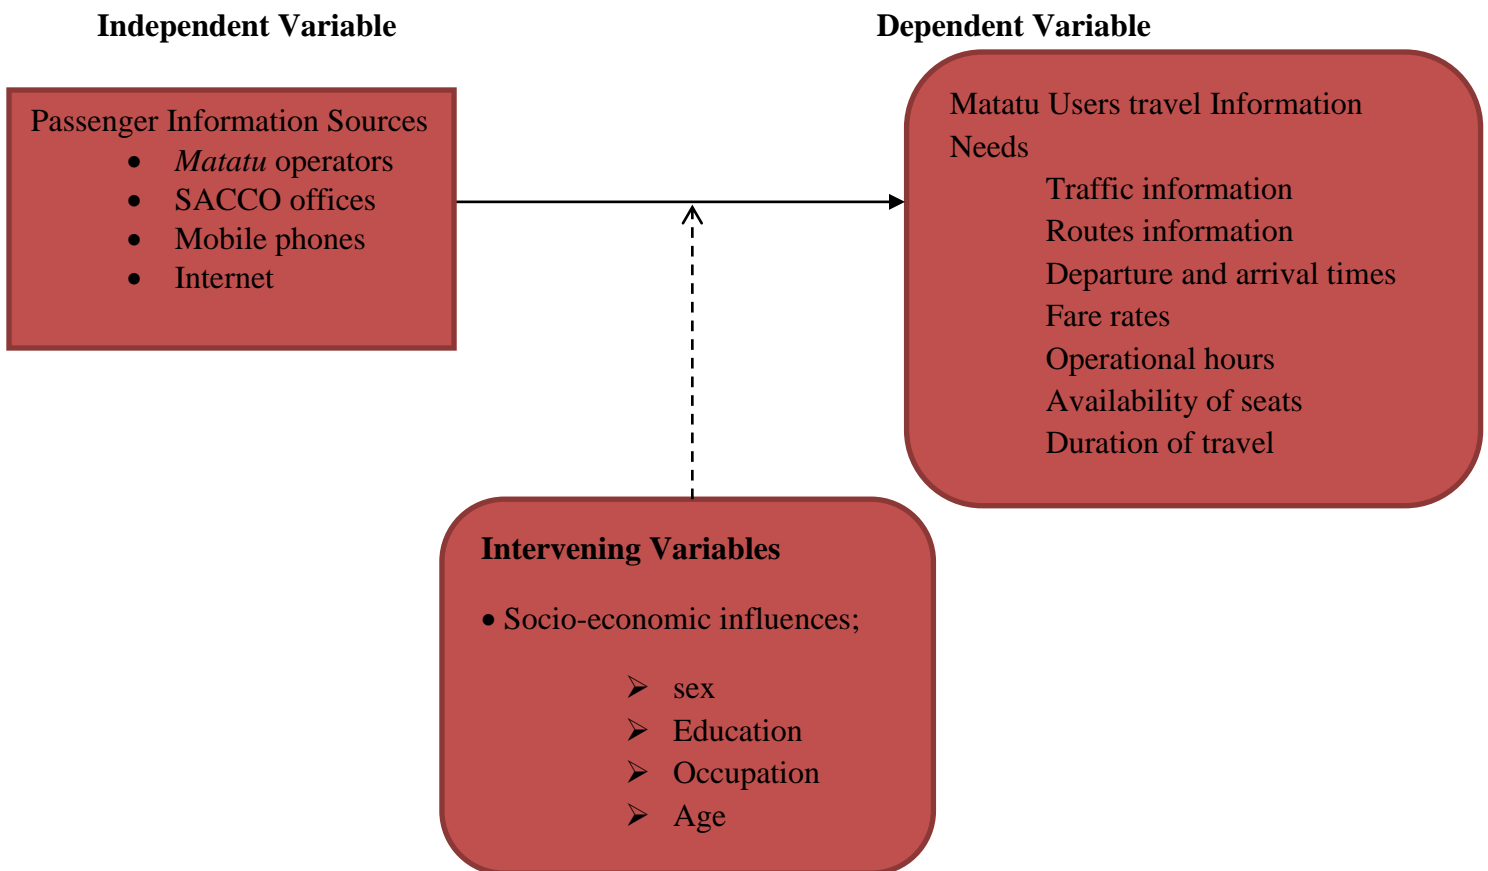 Independent Variable
Dependent Variable
Passenger Information Sources
• Matatu operators
• SACCO offices
• Mobile phones
• Internet
Matatu Users travel Information
Needs
Traffic information
Routes information
Departure and arrival times
Fare rates
Operational hours
Availability of seats
Duration of travel
Intervening Variables
• Socio-economic influences;
➢ sex
➢ Education
➢ Occupation
➢ Age